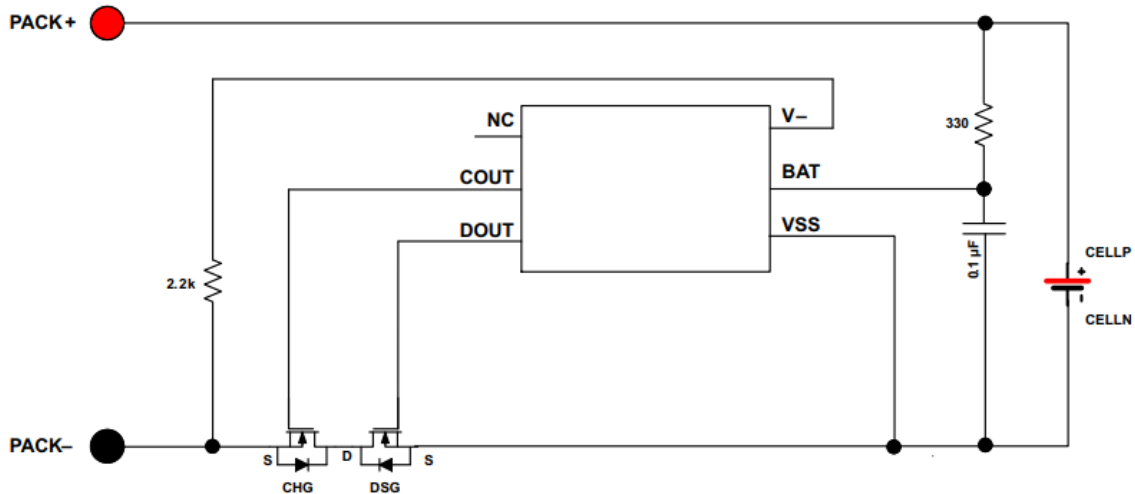 PACK+
NC
V–
330
COUT
BAT
DOUT
VSS
0.1 µF
CELLP
+
2.2k
-
CELLN
PACK–
S
D
S
CHG
DSG